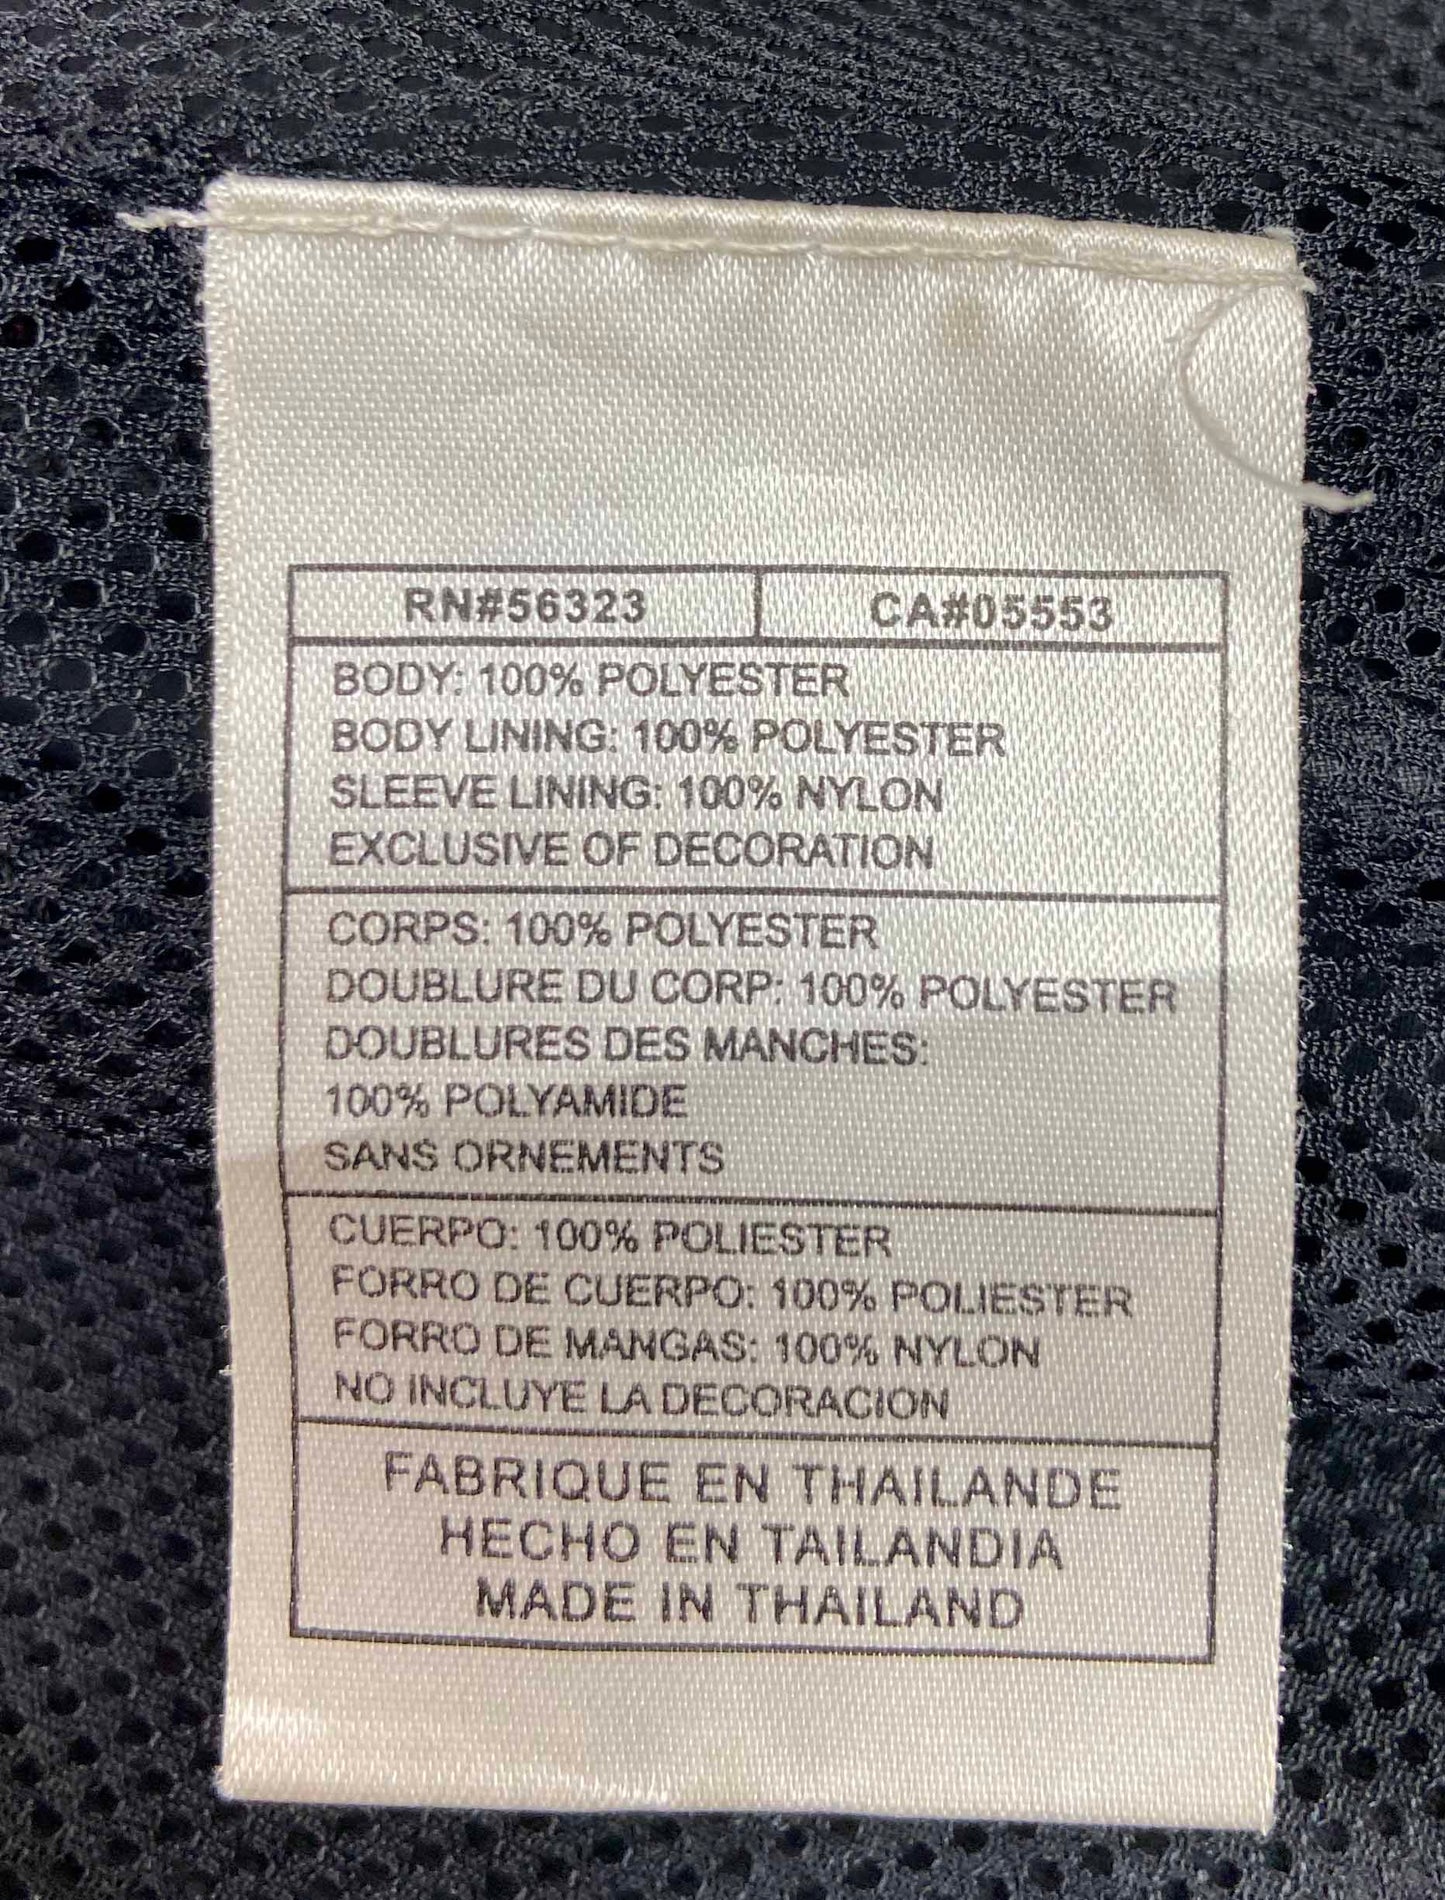 RN#56323 CA#05553
BODY: 100% POLYESTER
BODY LINING: 100% POLYESTER
SLEEVE LINING: 100% NYLON
EXCLUSIVE OF DECORATION
CORPS: 100% POLYESTER
DOUBLURE DU CORP: 100% POLYESTER
DOUBLURES DES MANCHES:
100% POLYAMIDE
SANS ORNEMENTS
CUERPO: 100% POLIESTER
FORRO DE CUERPO: 100% POLIESTER
FORRO DE MANGAS: 100% NYLON
NO INCLUYE LA DECORACION
FABRIQUE EN THAILANDE
HECHO EN TAILANDIA
MADE IN THAILAND